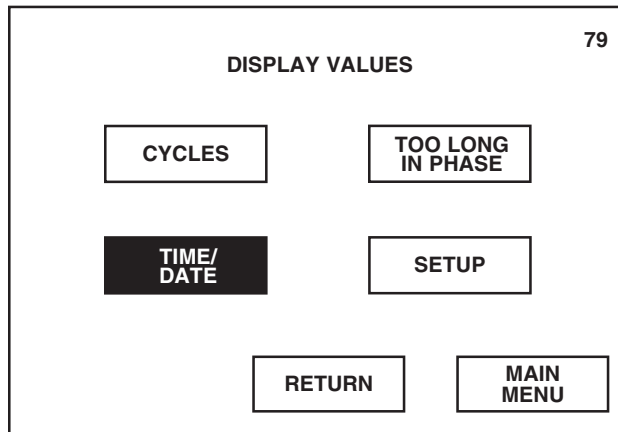 79
DISPLAY VALUES
CYCLES
TOO LONG
IN PHASE
TIME/
DATE
SETUP
RETURN
MAIN
MENU